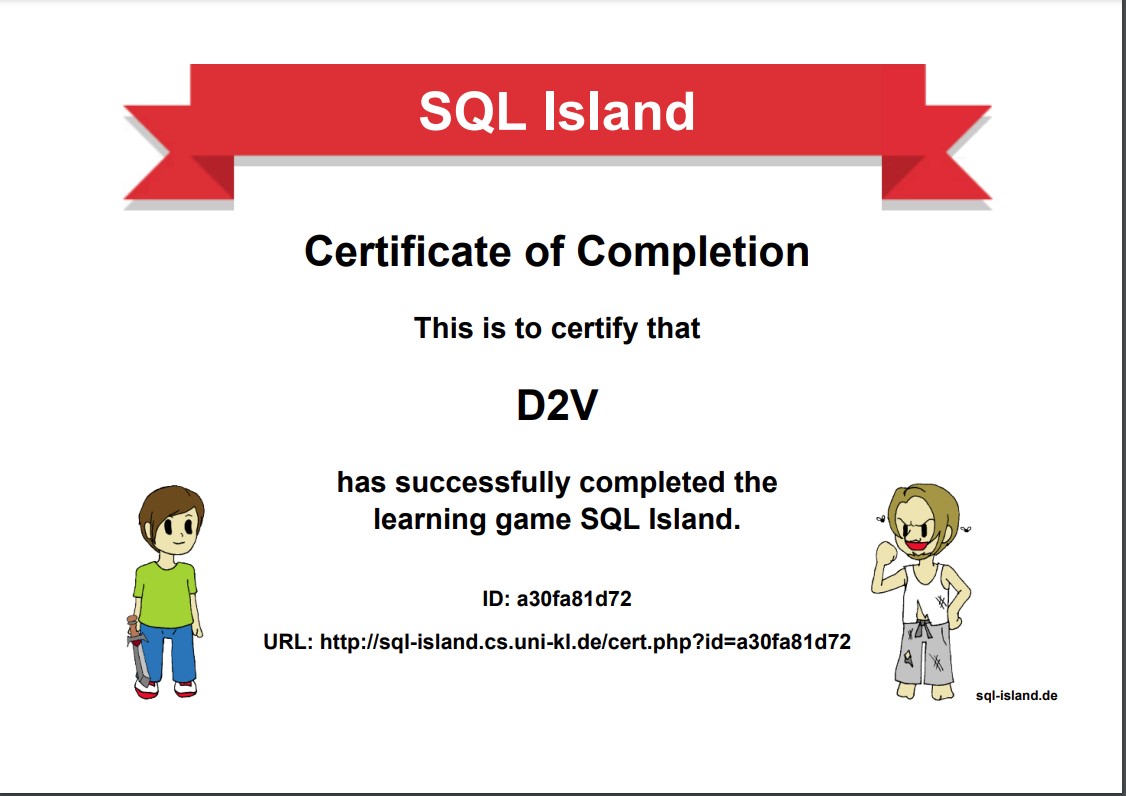 SQL Island
Certificate of Completion
This is to certify that
D2V
has successfully completed the
learning game SQL Island.
ID: a30fa81d72
URL: http://sql-island.cs.uni-kl.de/cert.php?id=a30fa81d72
sql-island.de